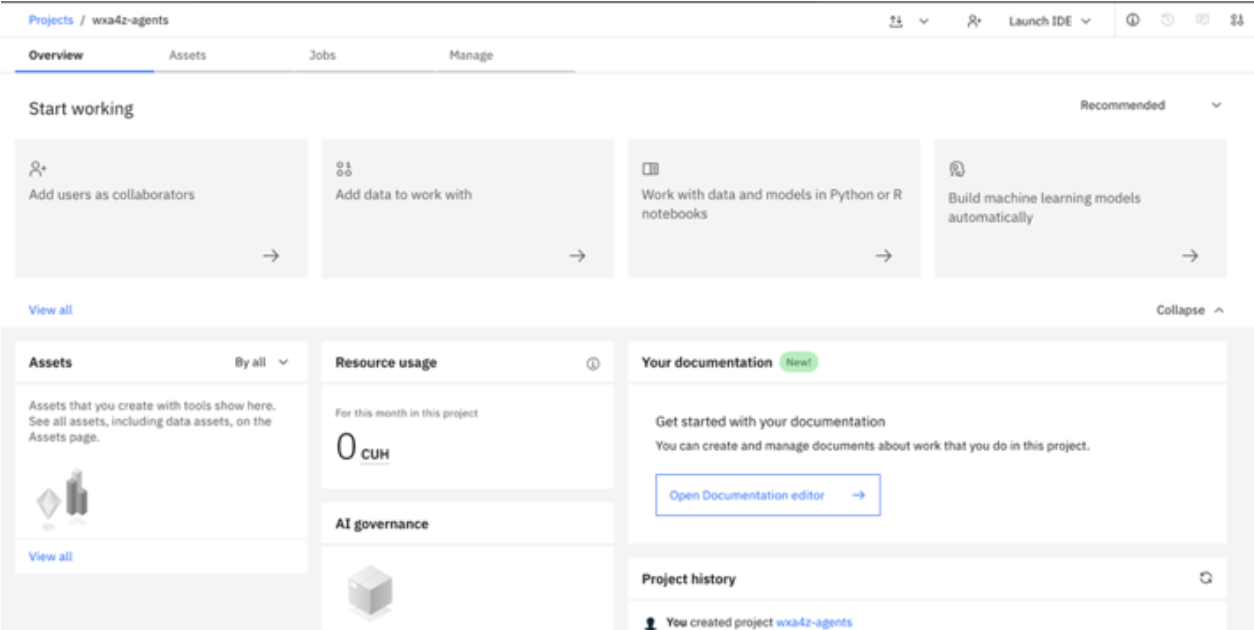 Projects / wxa4z-agents
Launch IDE
Overview
Assets
Jobs
Manage
Start working
Recommended
Add users as collaborators
Add data to work with
Work with data and models in Python or R
notebooks
Build machine learning models
automatically
View all
Collapse
Assets
By all
Assets that you create with tools show here.
See all assets, including data assets, on the
Assets page.
View all
Resource usage
For this month in this project
0 CUH
AI governance
Your documentation New!
Get started with your documentation
You can create and manage documents about work that you do in this project.
Open Documentation editor
Project history
You created project wxa4z-agents